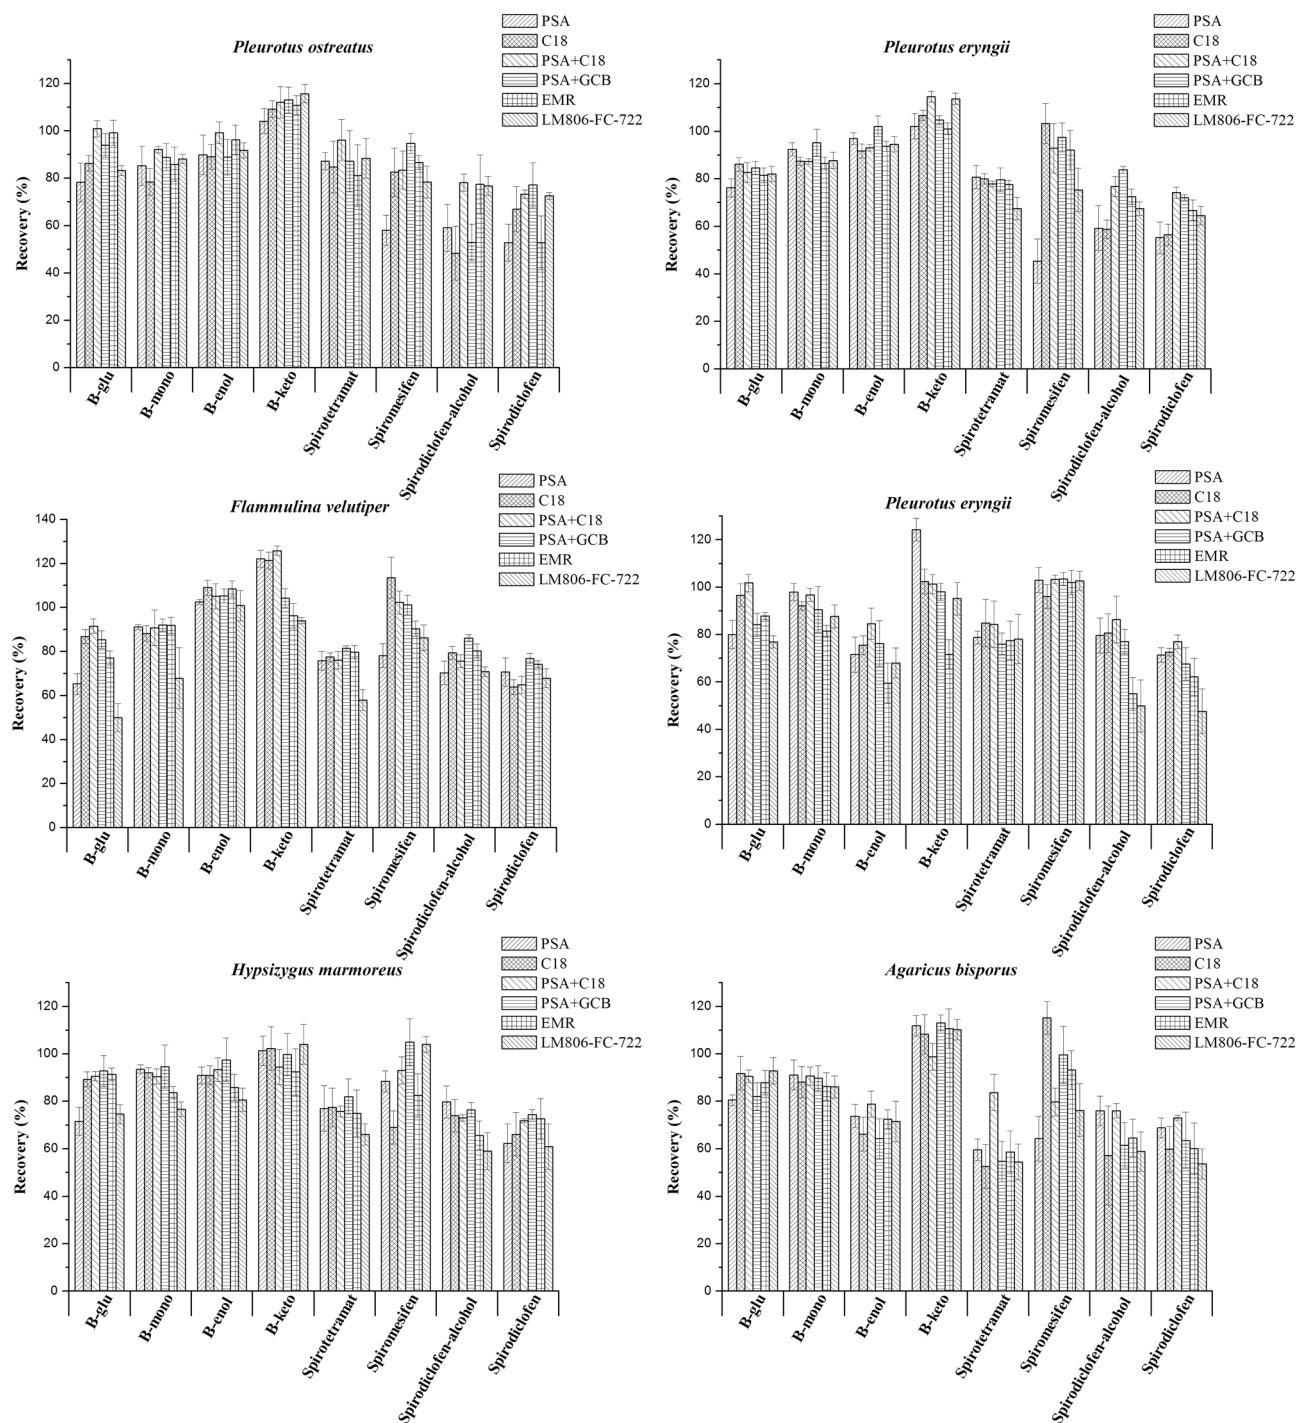 Pleurotus ostreatus
PSA
C18
PSA+C18
PSA+GCB
EMR
LM806-FC-722
Recovery (%)
120
100
80
60
40
20
0
B-glu
B-mono
B-enol
B-keto
Spirotetramat
Spiromesifen
Spirodiclofen-alcohol
Spirodiclofen
Pleurotus eryngii
PSA
C18
PSA+C18
PSA+GCB
EMR
LM806-FC-722
Recovery (%)
120
100
80
60
40
20
0
B-glu
B-mono
B-enol
B-keto
Spirotetramat
Spiromesifen
Spirodiclofen-alcohol
Spirodiclofen
Flammulina velutiper
PSA
C18
PSA+C18
PSA+GCB
EMR
LM806-FC-722
Recovery (%)
140
120
100
80
60
40
20
0
B-glu
B-mono
B-enol
B-keto
Spirotetramat
Spiromesifen
Spirodiclofen-alcohol
Spirodiclofen
Pleurotus eryngii
PSA
C18
PSA+C18
PSA+GCB
EMR
LM806-FC-722
Recovery (%)
120
100
80
60
40
20
0
B-glu
B-mono
B-enol
B-keto
Spirotetramat
Spiromesifen
Spirodiclofen-alcohol
Spirodiclofen
Hypsizygus marmoreus
PSA
C18
PSA+C18
PSA+GCB
EMR
LM806-FC-722
Recovery (%)
120
100
80
60
40
20
0
B-glu
B-mono
B-enol
B-keto
Spirotetramat
Spiromesifen
Spirodiclofen-alcohol
Spirodiclofen
Agaricus bisporus
PSA
C18
PSA+C18
PSA+GCB
EMR
LM806-FC-722
Recovery (%)
120
100
80
60
40
20
0
B-glu
B-mono
B-enol
B-keto
Spirotetramat
Spiromesifen
Spirodiclofen-alcohol
Spirodiclofen